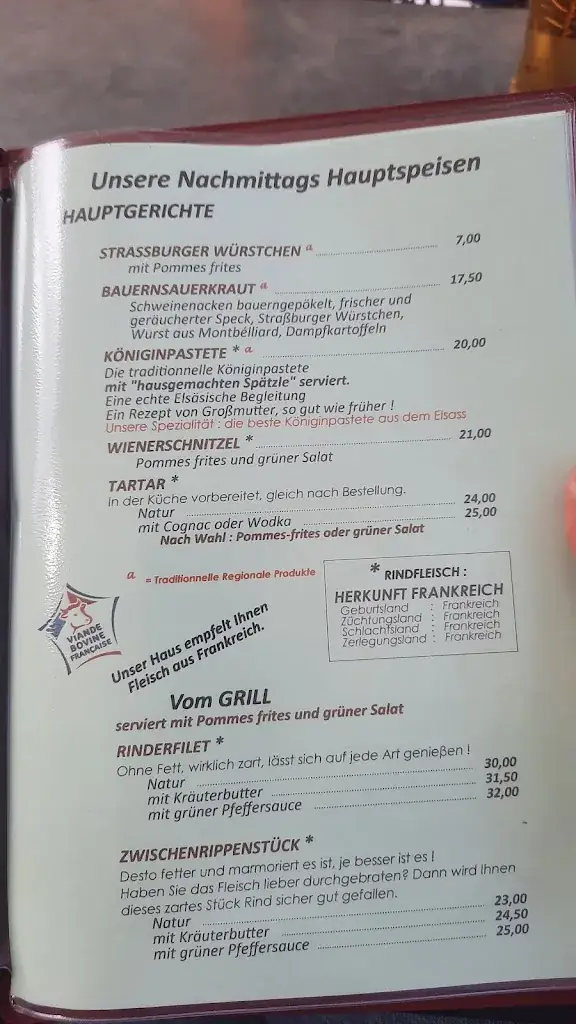 Unsere Nachmittags Hauptspeisen
HAUPTGERICHTE
STRASSBURGER WÜRSTCHEN a 7,00
mit Pommes frites
BAUERNSAUERKRAUT a 17,50
Schweinenacken bauerngepökelt, frischer und
geräucherter Speck, Straßburger Würstchen,
Wurst aus Montbélliard, Dampfkartoffeln
KÖNIGINPASTETE * a 20,00
Die traditionnelle Königinpastete
mit "hausgemachten Spätzle" serviert.
Eine echte Elsäsische Begleitung
Ein Rezept von Großmutter, so gut wie früher !
Unsere Spezialität : die beste Königinpastete aus dem Elsass
WIENERSCHNITZEL * 21,00
Pommes frites und grüner Salat
TARTAR *
In der Küche vorbereitet, gleich nach Bestellung.
Natur 24,00
mit Cognac oder Wodka 25,00
Nach Wahl : Pommes-frites oder grüner Salat
a = Traditionnelle Regionale Produkte
* RINDFLEISCH :
HERKUNFT FRANKREICH
Geburtsland : Frankreich
Züchtungsland : Frankreich
Schlachtsland : Frankreich
Zerlegungsland : Frankreich
VIANDE
BOVINE
FRANÇAISE
Unser Haus empfelt Ihnen
Fleisch aus Frankreich.
Vom GRILL
serviert mit Pommes frites und grüner Salat
RINDERFILET *
Ohne Fett, wirklich zart, lässt sich auf jede Art genießen !
Natur 30,00
mit Kräuterbutter 31,50
mit grüner Pfeffersauce 32,00
ZWISCHENRIPPENSTÜCK *
Desto fetter und marmoriert es ist, je besser ist es !
Haben Sie das Fleisch lieber durchgebraten? Dann wird Ihnen
dieses zartes Stück Rind sicher gut gefallen.
Natur 23,00
mit Kräuterbutter 24,50
mit grüner Pfeffersauce 25,00